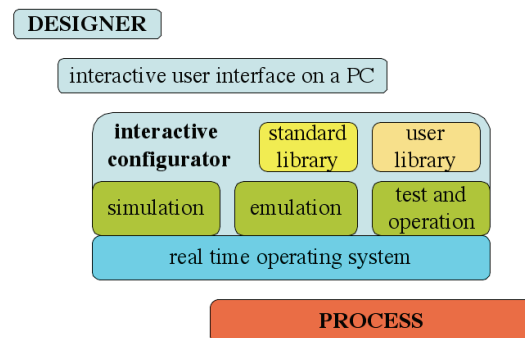 DESIGNER
interactive user interface on a PC
interactive
configurator
standard
library
user
library
simulation
emulation
test and
operation
real time operating system
PROCESS